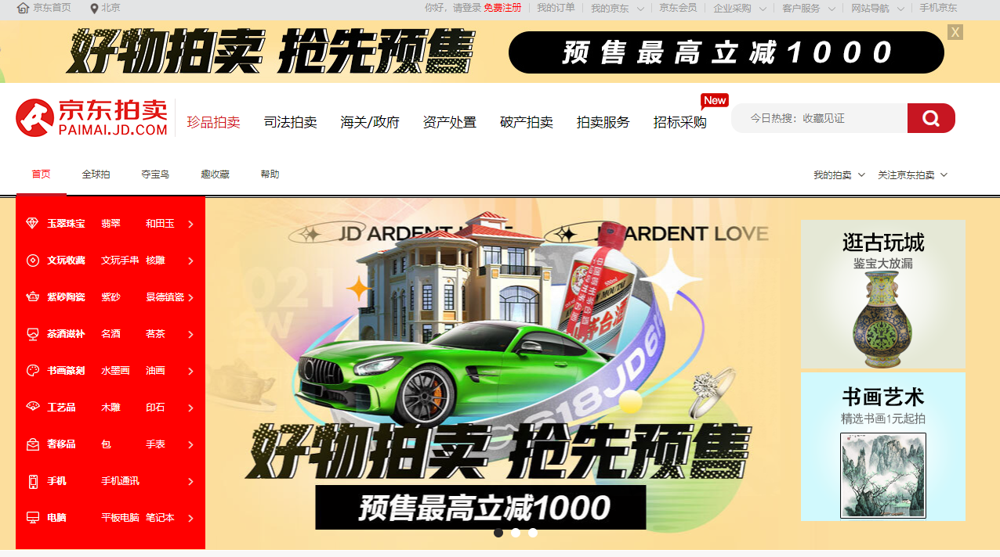 京东首页 北京 你好，请登录 免费注册 我的订单 我的京东 京东会员 企业采购 客户服务 网站导航 手机京东
好物拍卖 抢先预售 预售最高立减1000 X
京东拍卖
PAIMAI.JD.COM
珍品拍卖 司法拍卖 海关/政府 资产处置 破产拍卖 拍卖服务 招标采购 New
今日热搜：收藏见证
首页 全球拍 夺宝鸟 趣收藏 帮助 我的拍卖 关注京东拍卖
玉翠珠宝 翡翠 和田玉
文玩收藏 文玩手串 核雕
紫砂陶瓷 紫砂 景德镇瓷
茶酒滋补 名酒 茗茶
书画篆刻 水墨画 油画
工艺品 木雕 印石
奢侈品 包 手表
手机 手机通讯
电脑 平板电脑 笔记本
JD ARDENT LOVE
ARDENT LOVE
500ml
茅台酒
618JD618
好物拍卖 抢先预售
预售最高立减1000
逛古玩城
鉴宝大放漏
书画艺术
精选书画1元起拍